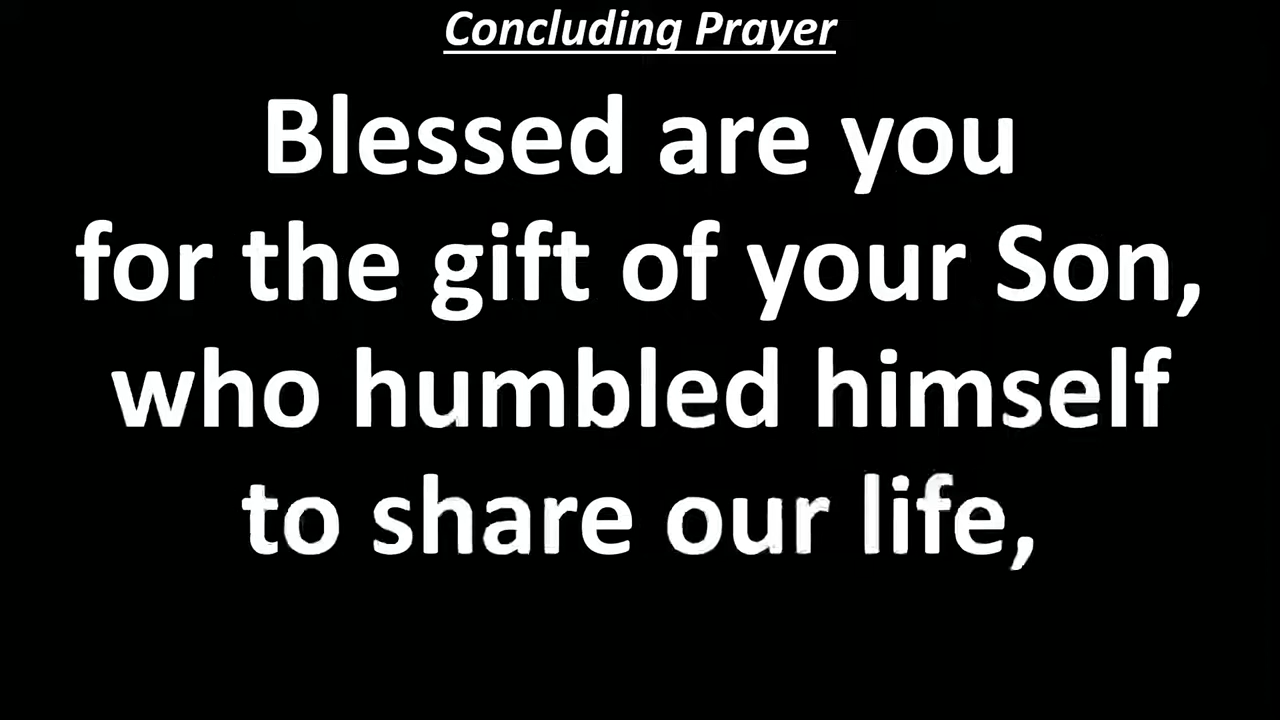 Concluding Prayer
Blessed are you
for the gift of your Son,
who humbled himself
to share our life,